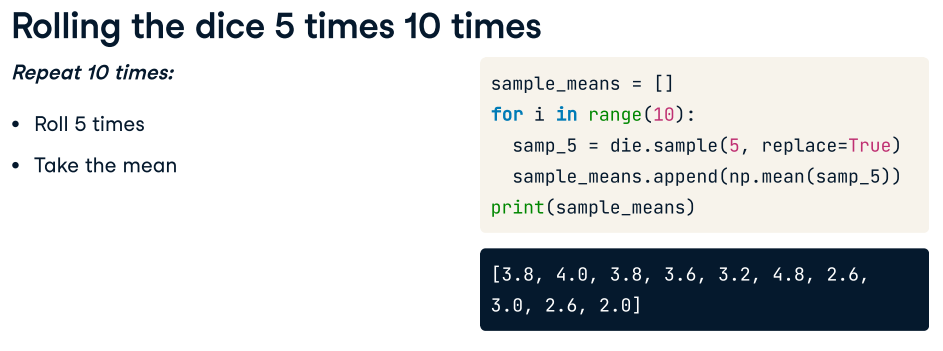 Rolling the dice 5 times 10 times
Repeat 10 times:
• Roll 5 times
• Take the mean
sample_means = []
for i in range(10):
  samp_5 = die.sample(5, replace=True)
  sample_means.append(np.mean(samp_5))
print(sample_means)
[3.8, 4.0, 3.8, 3.6, 3.2, 4.8, 2.6,
3.0, 2.6, 2.0]